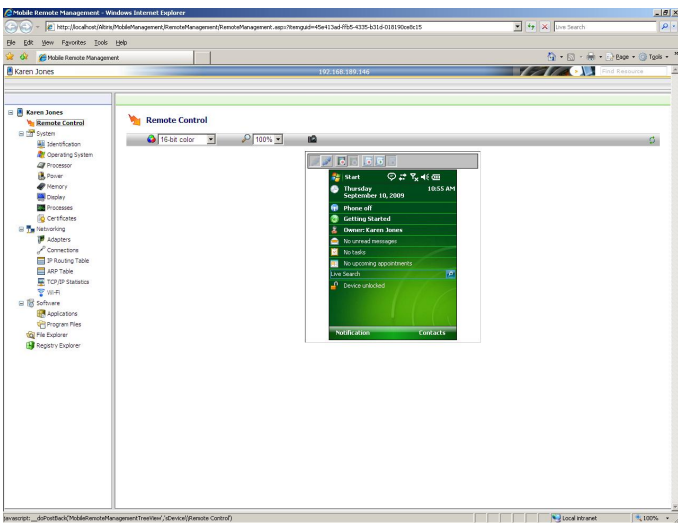 Mobile Remote Management - Windows Internet Explorer
http://localhost/Altiris/MobileManagement/RemoteManagement/RemoteManagement.aspx?itemguid=45e413ad-ffb5-4335-b31d-018190ce8c15
Live Search
File Edit View Favorites Tools Help
Mobile Remote Management
Page Tools
Karen Jones
192.168.189.146
Find Resource
Karen Jones
Remote Control
System
Identification
Operating System
Processor
Power
Memory
Display
Processes
Certificates
Networking
Adapters
Connections
IP Routing Table
ARP Table
TCP/IP Statistics
Wi-Fi
Software
Applications
Program Files
File Explorer
Registry Explorer
Remote Control
16-bit color
100%
Start
Thursday 10:55 AM
September 10, 2009
Phone off
Getting Started
Owner: Karen Jones
No unread messages
No tasks
No upcoming appointments
Live Search
Device unlocked
Notification Contacts
javascript:__doPostBack('MobileRemoteManagementTreeView','sDevice\\Remote Control')
Local intranet
100%